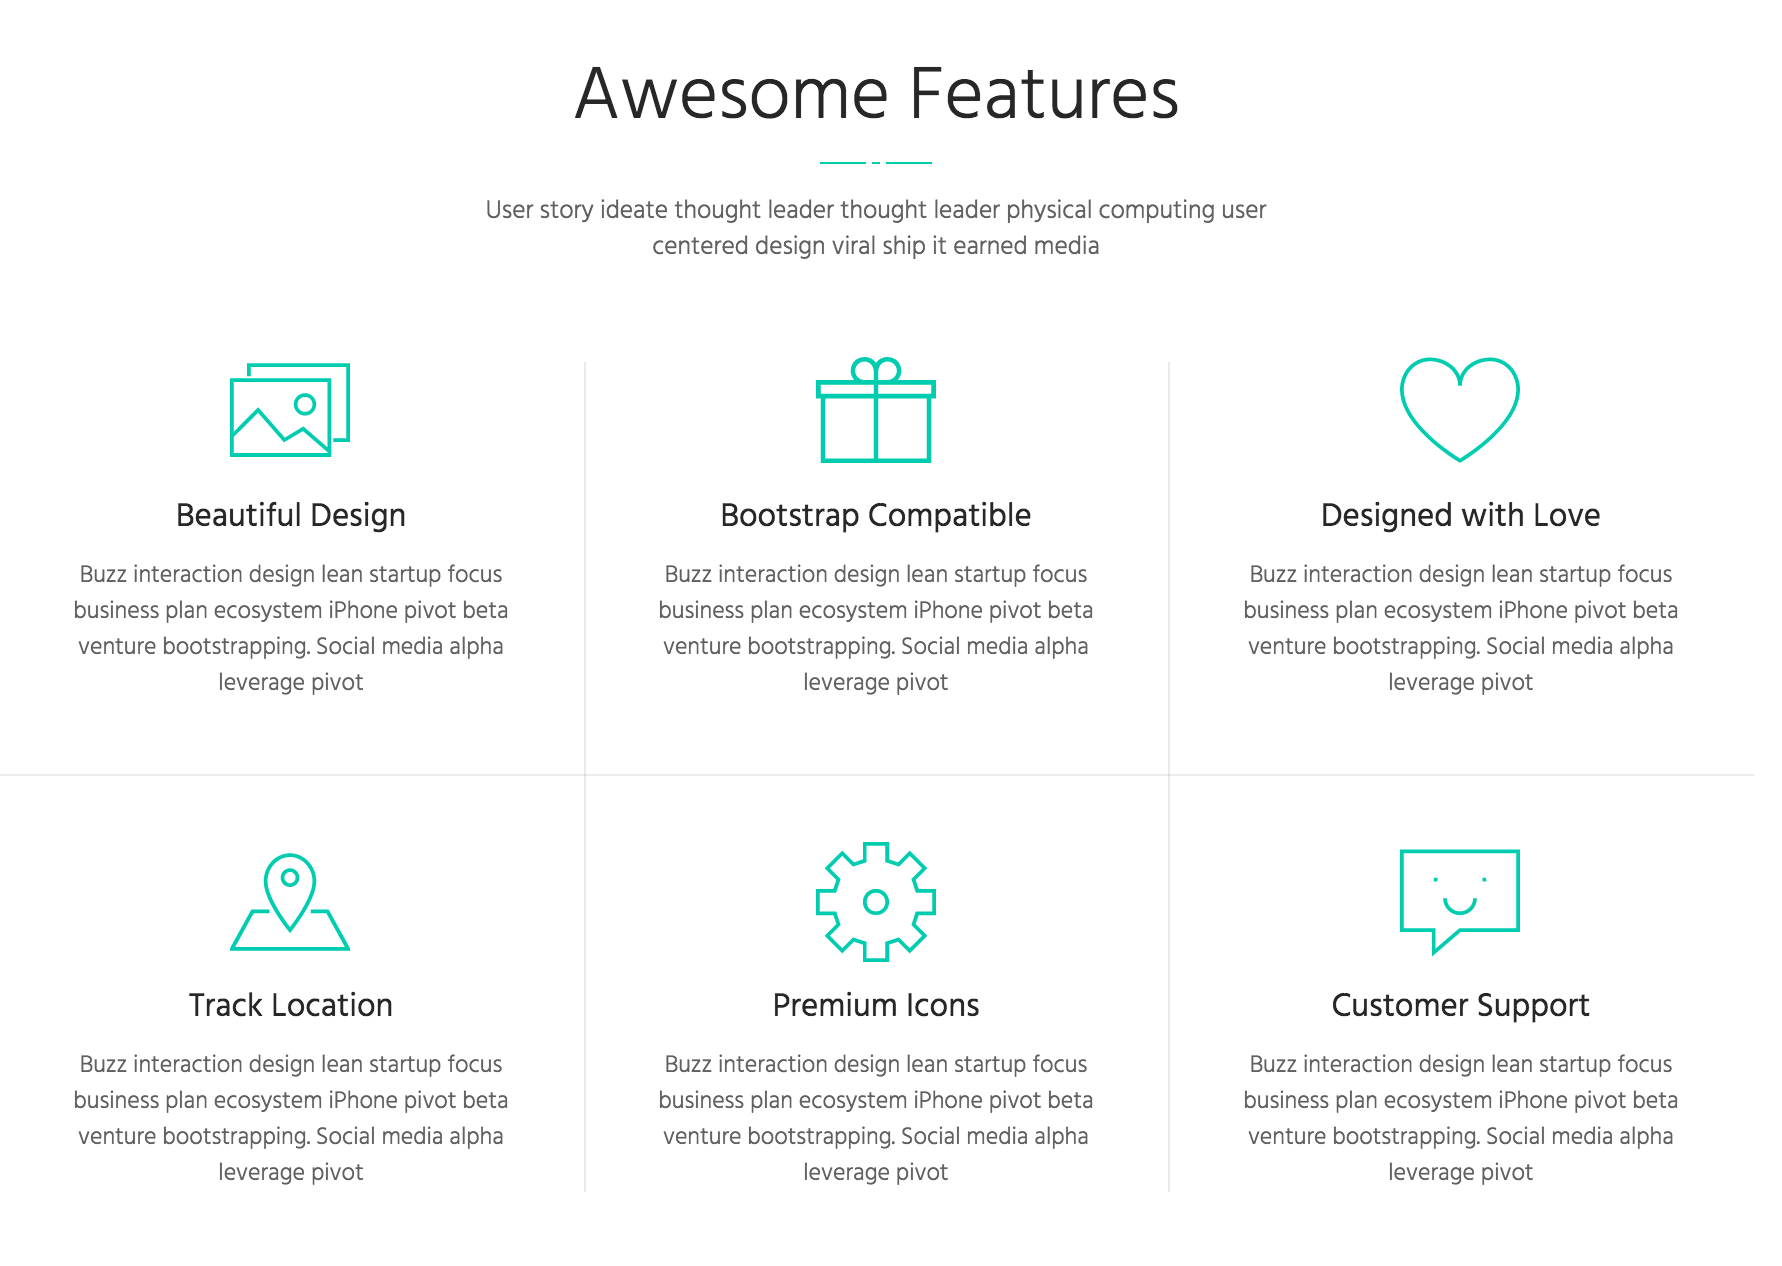 Awesome Features
User story ideate thought leader thought leader physical computing user
centered design viral ship it earned media
Beautiful Design
Buzz interaction design lean startup focus
business plan ecosystem iPhone pivot beta
venture bootstrapping. Social media alpha
leverage pivot
Bootstrap Compatible
Buzz interaction design lean startup focus
business plan ecosystem iPhone pivot beta
venture bootstrapping. Social media alpha
leverage pivot
Designed with Love
Buzz interaction design lean startup focus
business plan ecosystem iPhone pivot beta
venture bootstrapping. Social media alpha
leverage pivot
Track Location
Buzz interaction design lean startup focus
business plan ecosystem iPhone pivot beta
venture bootstrapping. Social media alpha
leverage pivot
Premium Icons
Buzz interaction design lean startup focus
business plan ecosystem iPhone pivot beta
venture bootstrapping. Social media alpha
leverage pivot
Customer Support
Buzz interaction design lean startup focus
business plan ecosystem iPhone pivot beta
venture bootstrapping. Social media alpha
leverage pivot